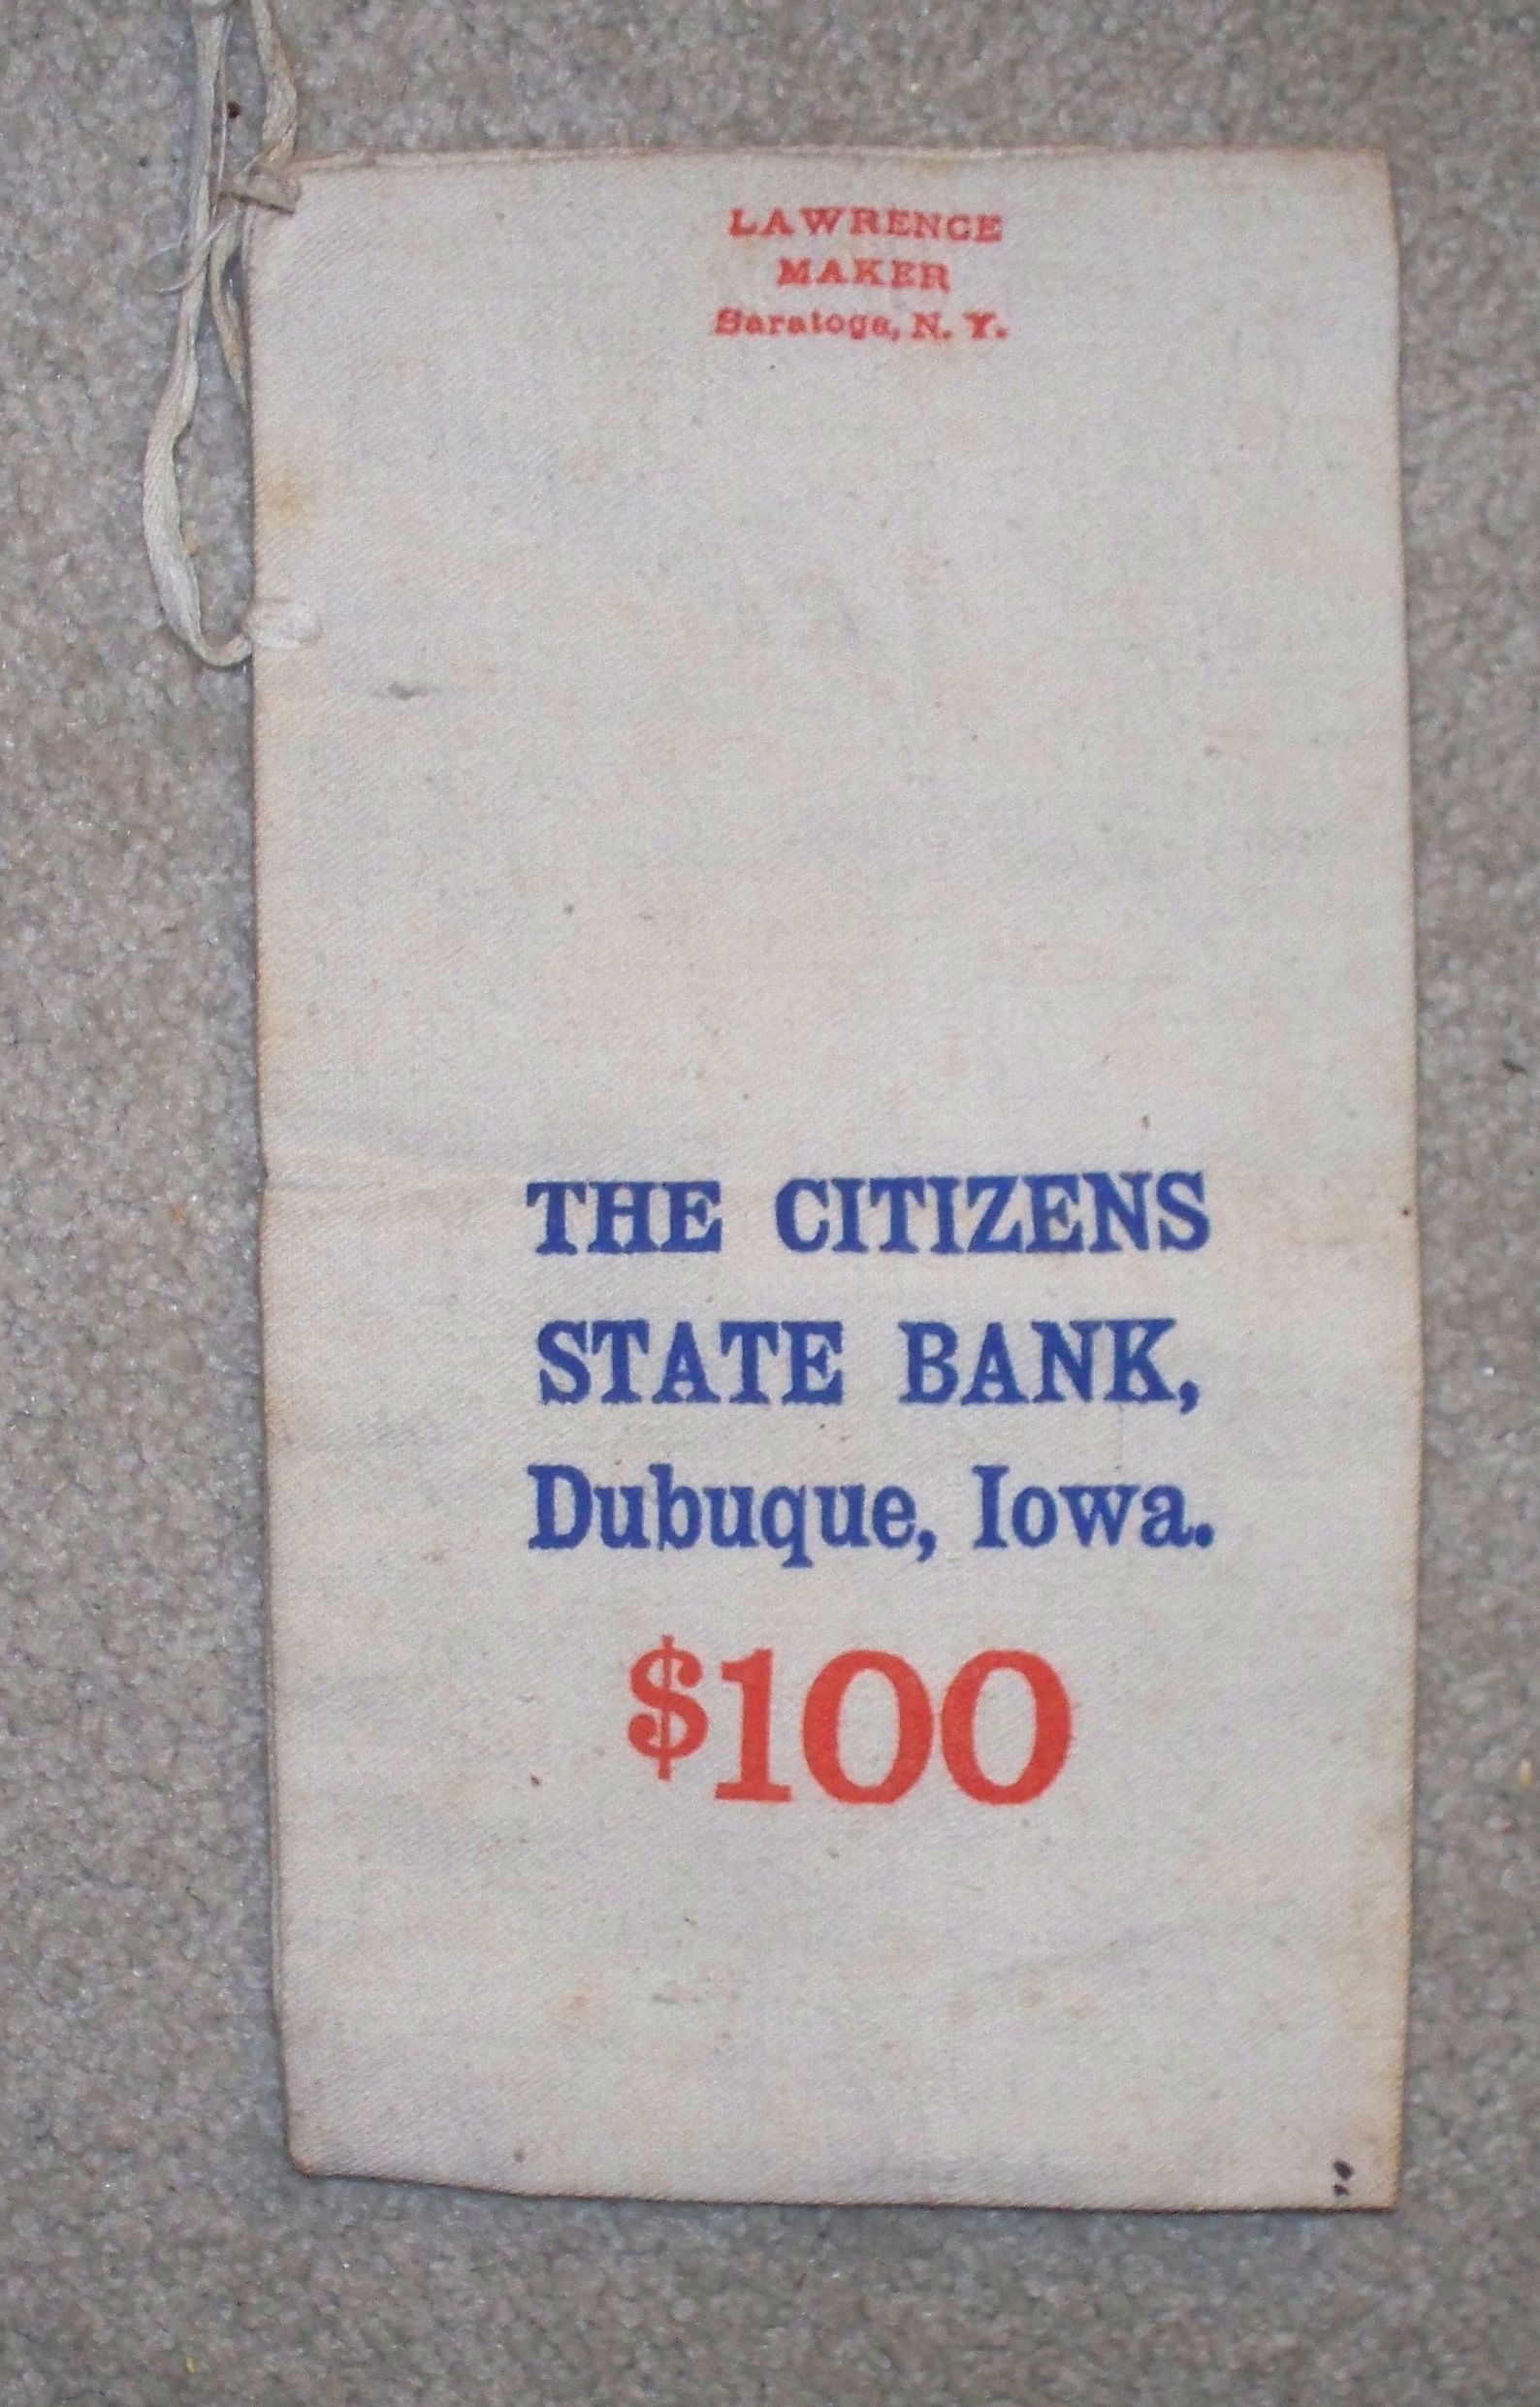 LAWRENCE
MAKER
Saratoga, N. Y.
THE CITIZENS
STATE BANK,
Dubuque, Iowa.
$100